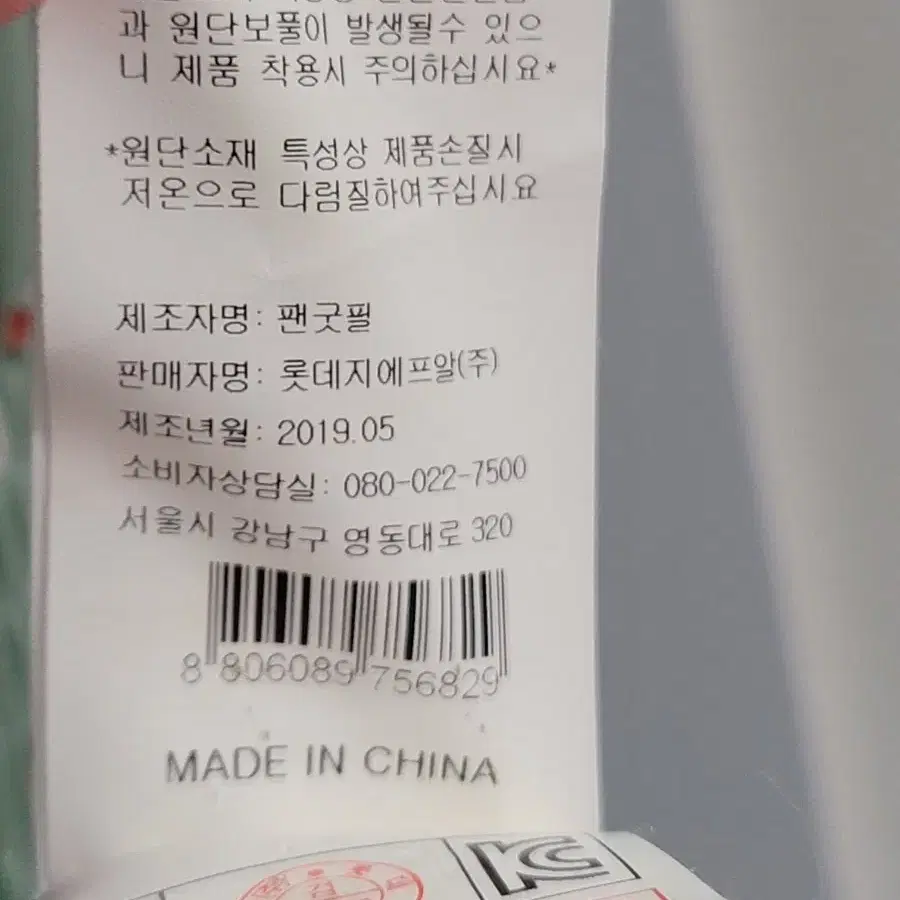 과 원단보풀이 발생될수 있으
니 제품 착용시 주의하십시요*
*원단소재 특성상 제품손질시
저온으로 다림질하여주십시요
제조자명: 팬굿필
판매자명: 롯데지에프알(주)
제조년월: 2019.05
소비자상담실: 080-022-7500
서울시 강남구 영동대로 320
8 806089 756829
MADE IN CHINA